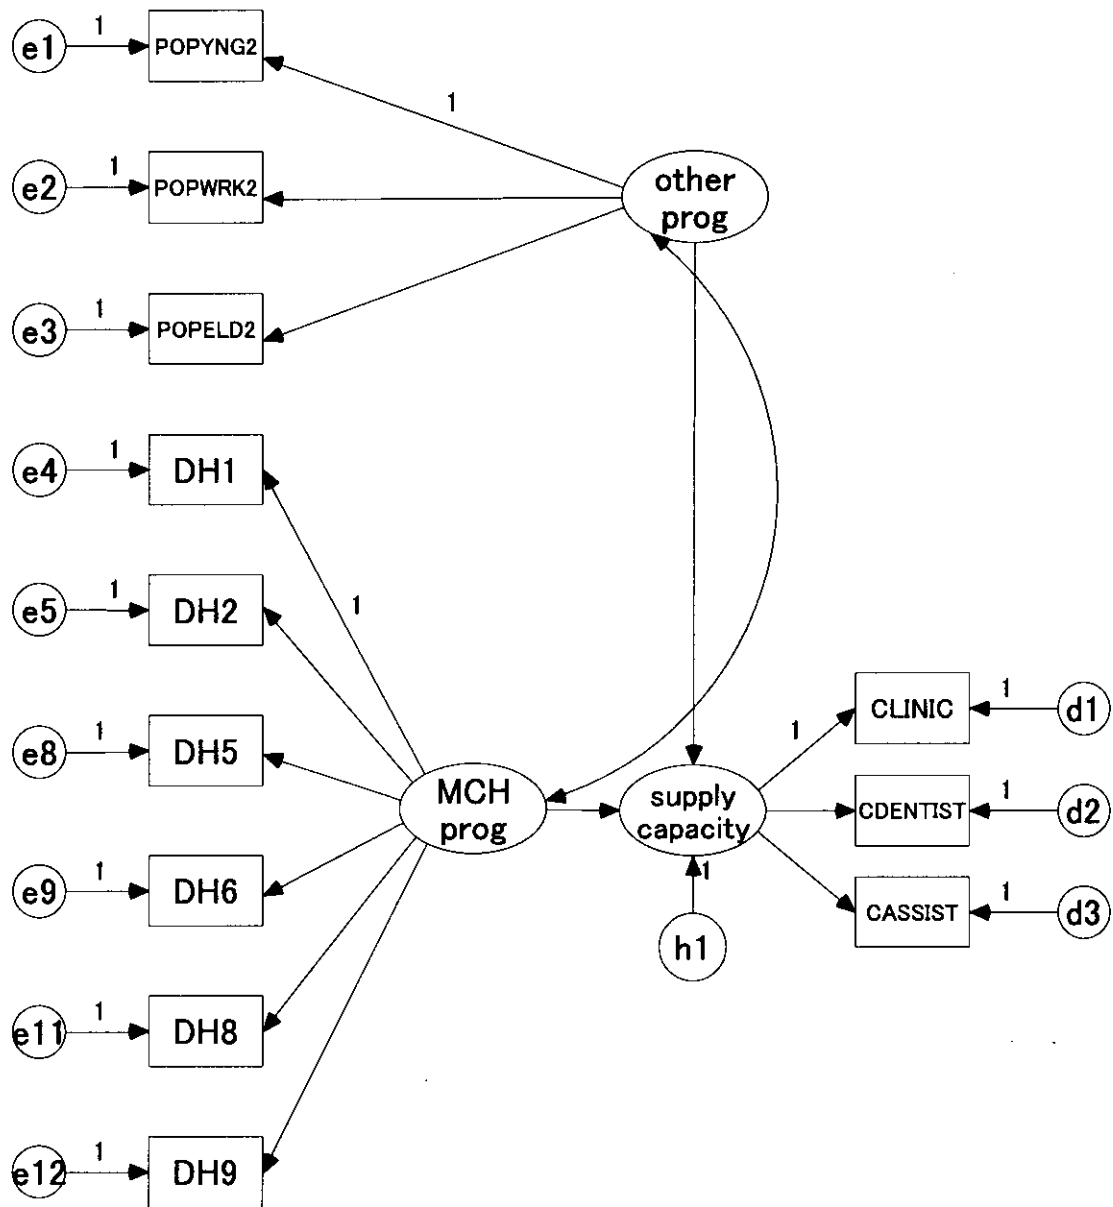 1
e1
POPYNG2
1
1
e2
POPWRK2
other
prog
1
e3
POPELD2
1
e4
DH1
1
e5
DH2
1
1
e8
DH5
1
e9
DH6
MCH
prog
supply
capacity
1
CLINIC
1
d1
CDENTIST
1
d2
CASSIST
1
d3
1
h1
1
e11
DH8
1
e12
DH9